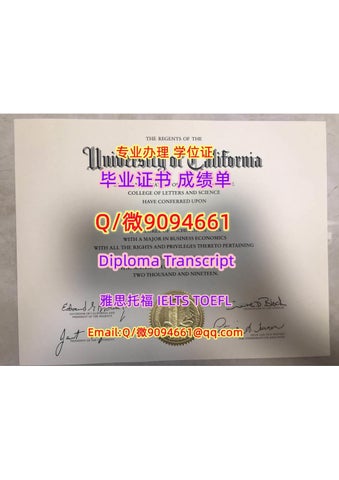 THE REGENTS OF THE
University of California
专业办理 学位证
毕业证书 成绩单
COLLEGE OF LETTERS AND SCIENCE
HAVE CONFERRED UPON
Q/微9094661
WITH A MAJOR IN BUSINESS ECONOMICS
WITH ALL THE RIGHTS AND PRIVILEGES THERETO PERTAINING
Diploma Transcript
TWO THOUSAND AND NINETEEN.
雅思托福 IELTS TOEFL
Email:Q/微9094661@qq.com